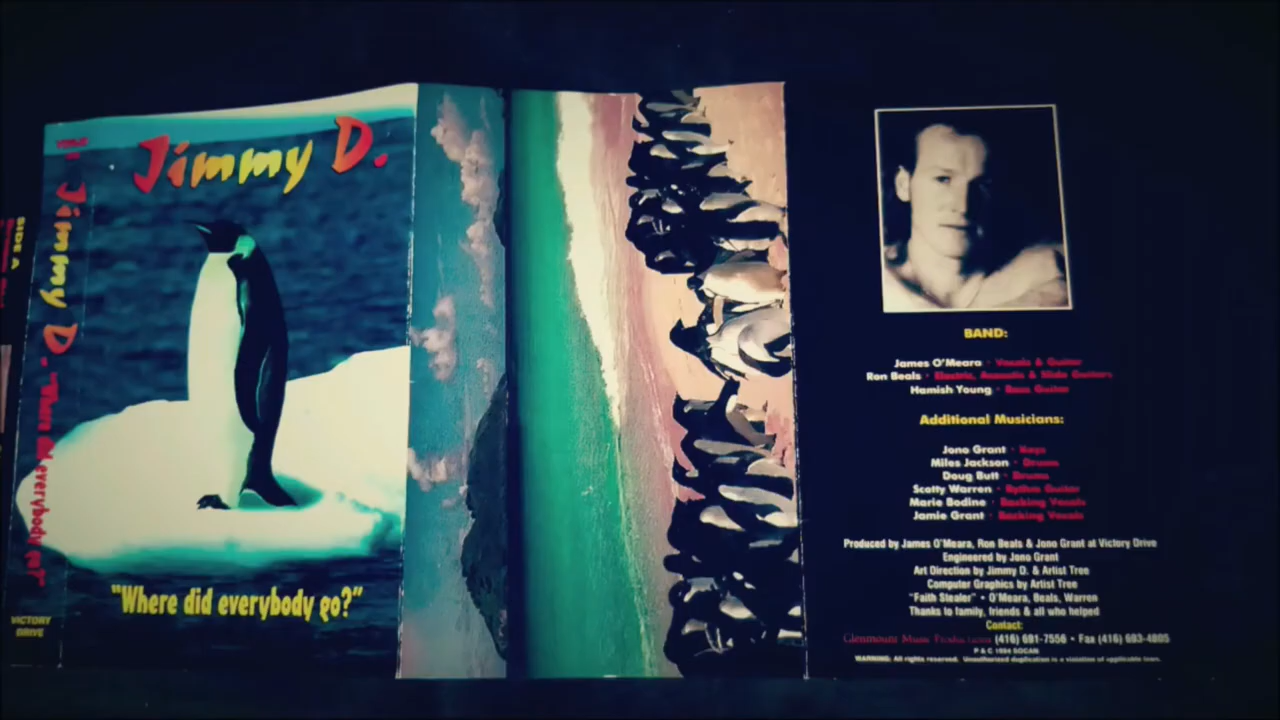 SIDE A
Jimmy D. "Where did everybody go?"
VICTORY
DRIVE
Jimmy D.
"Where did everybody go?"
BAND:
James O'Meara · Vocals & Guitar
Ron Beals · Electric, Acoustic & Slide Guitars
Hamish Young · Bass Guitar
Additional Musicians:
Jono Grant · Keys
Miles Jackson · Drums
Doug Butt · Drums
Scotty Warren · Rythm Guitar
Marie Bodine · Backing Vocals
Jamie Grant · Backing Vocals
Produced by James O'Meara, Ron Beals & Jono Grant at Victory Drive
Engineered by Jono Grant
Art Direction by Jimmy D. & Artist Tree
Computer Graphics by Artist Tree
"Faith Stealer" • O'Meara, Beals, Warren
Thanks to family, friends & all who helped
Contact:
Glenmount Music Productions (416) 691-7556 • Fax (416) 693-4805
P & C 1994 SOCAN
WARNING: All rights reserved. Unauthorized duplication is a violation of applicable laws.